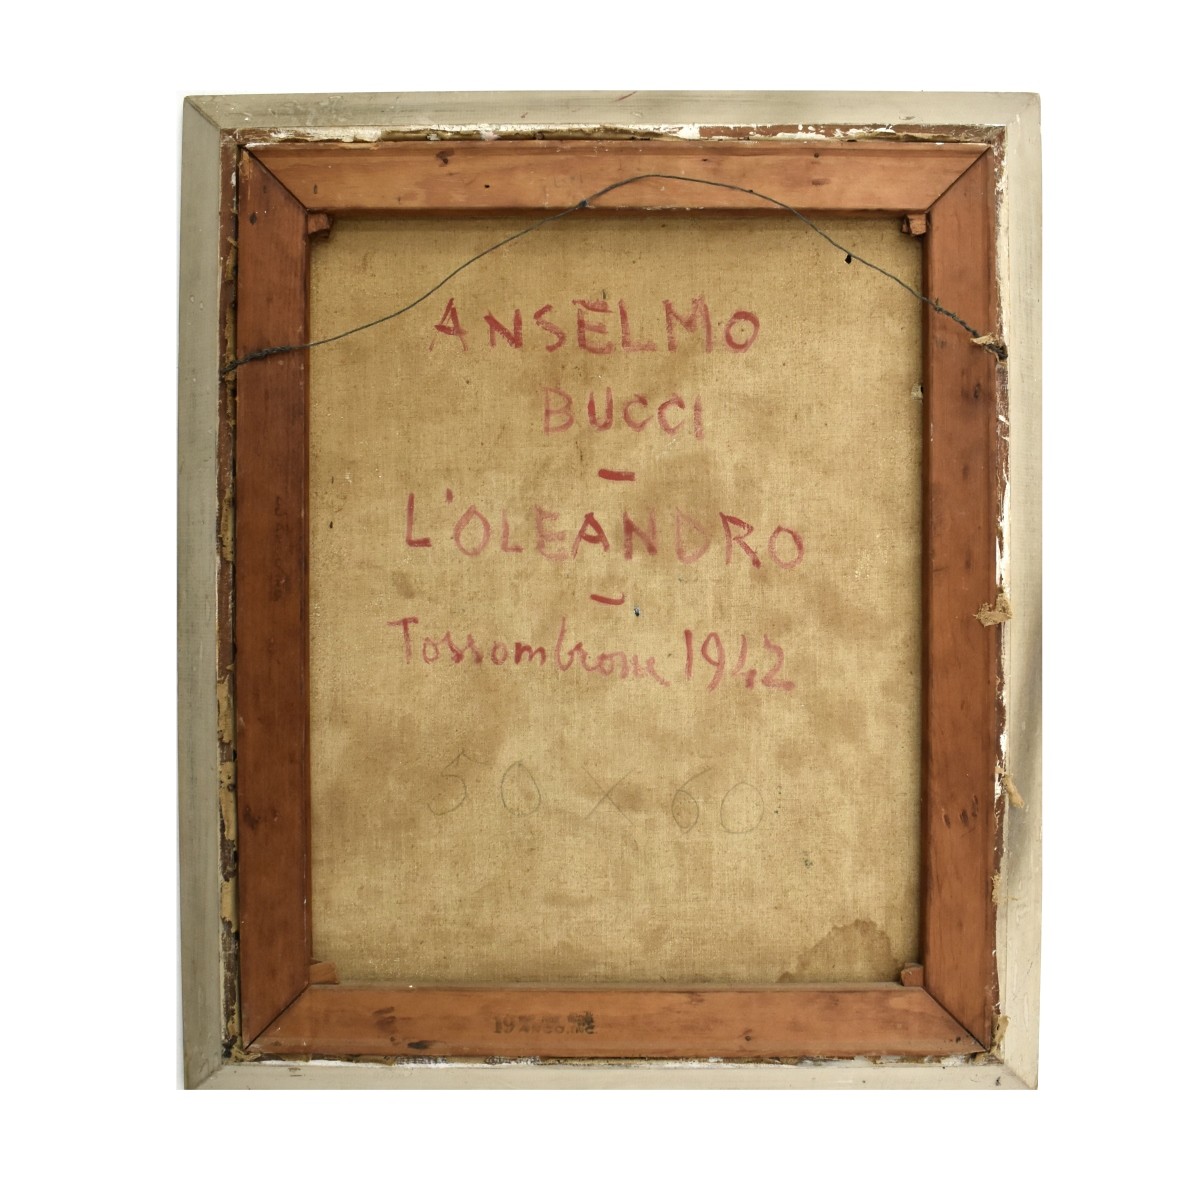 ANSELMO
BUCCI
–
L'OLEANDRO
–
Fossombrone 1942
50 x 60